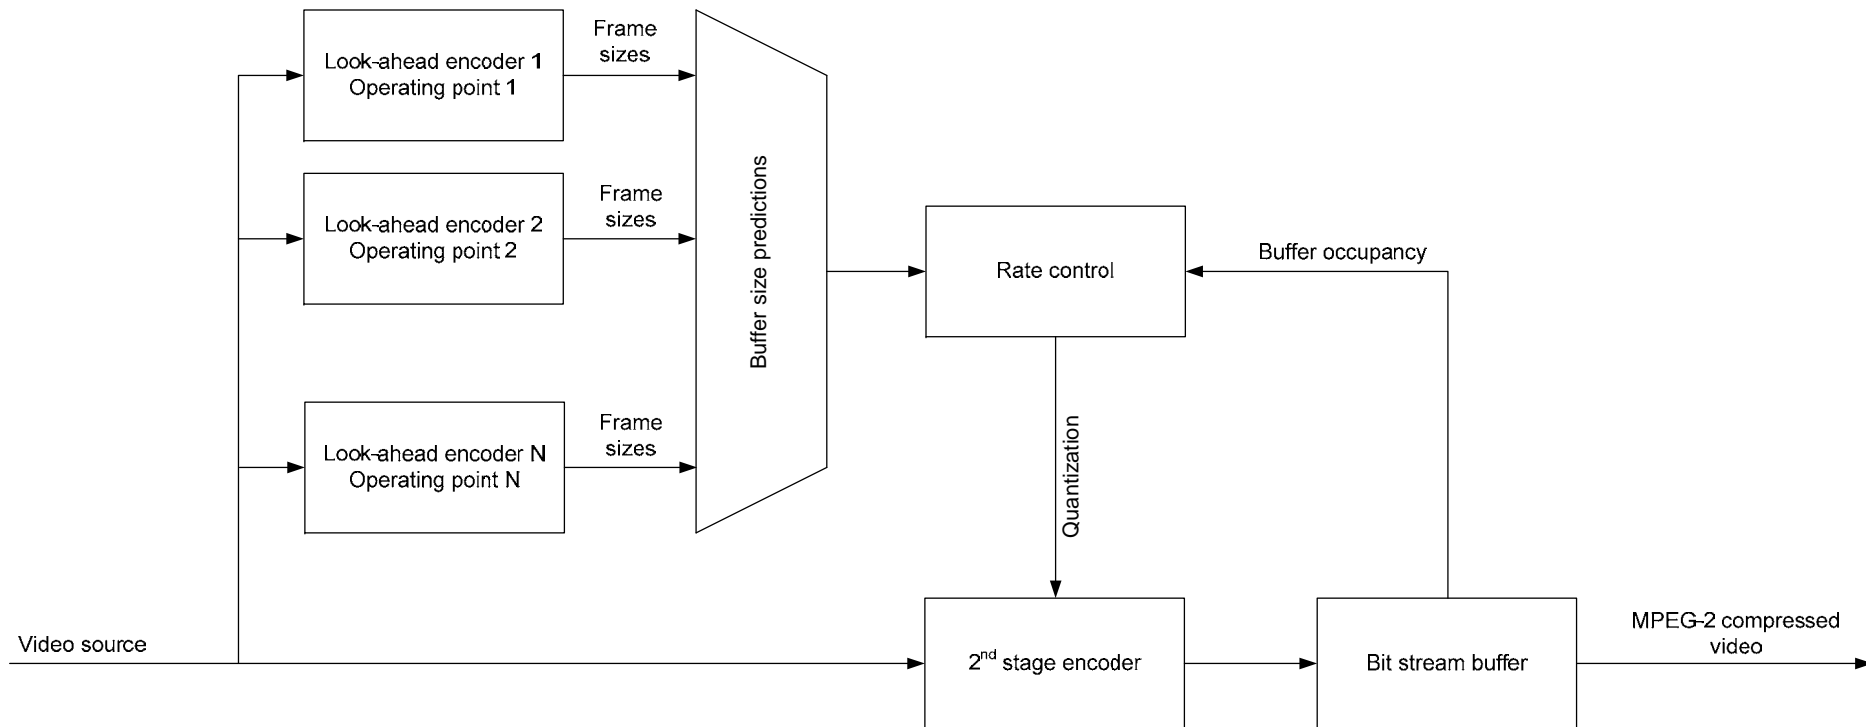 Look-ahead encoder 1
Operating point 1
Frame
sizes
Look-ahead encoder 2
Operating point 2
Frame
sizes
Look-ahead encoder N
Operating point N
Frame
sizes
Buffer size predictions
Rate control
Buffer occupancy
Quantization
Video source
2nd stage encoder
Bit stream buffer
MPEG-2 compressed
video